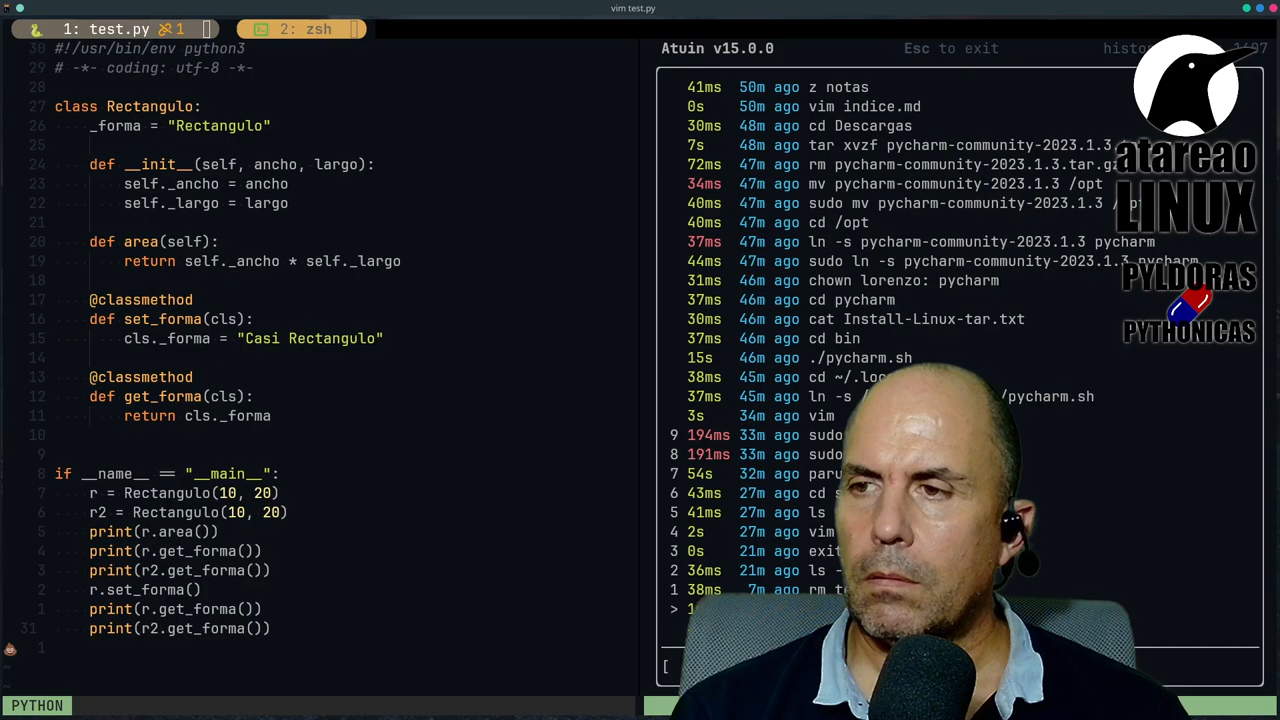 vim test.py
1: test.py 1
2: zsh
30 #!/usr/bin/env python3
29 # -*- coding: utf-8 -*-
28
27 class Rectangulo:
26 _forma = "Rectangulo"
25
24 def __init__(self, ancho, largo):
23 self._ancho = ancho
22 self._largo = largo
21
20 def area(self):
19 return self._ancho * self._largo
18
17 @classmethod
16 def set_forma(cls):
15 cls._forma = "Casi Rectangulo"
14
13 @classmethod
12 def get_forma(cls):
11 return cls._forma
10
9
8 if __name__ == "__main__":
7 r = Rectangulo(10, 20)
6 r2 = Rectangulo(10, 20)
5 print(r.area())
4 print(r.get_forma())
3 print(r2.get_forma())
2 r.set_forma()
1 print(r.get_forma())
31 print(r2.get_forma())
1
~
~
PYTHON
Atuin v15.0.0 Esc to exit
41ms 50m ago z notas
0s 50m ago vim indice.md
30ms 48m ago cd Descargas
7s 48m ago tar xvzf pycharm-community-2023.1.3
72ms 47m ago rm pycharm-community-2023.1.3.tar.gz
34ms 47m ago mv pycharm-community-2023.1.3 /opt
40ms 47m ago sudo mv pycharm-community-2023.1.3 /opt
40ms 47m ago cd /opt
37ms 47m ago ln -s pycharm-community-2023.1.3 pycharm
44ms 47m ago sudo ln -s pycharm-community-2023.1.3 pycharm
31ms 46m ago chown lorenzo: pycharm
37ms 46m ago cd pycharm
30ms 46m ago cat Install-Linux-tar.txt
37ms 46m ago cd bin
15s 46m ago ./pycharm.sh
38ms 45m ago cd
37ms 45m ago ln -s /pycharm.sh
3s 34m ago vim
9 194ms 33m ago sudo
8 191ms 33m ago sudo
7 54s 32m ago paru
6 43ms 27m ago cd
5 41ms 27m ago ls
4 2s 27m ago vim
3 0s 21m ago exit
2 36ms 21m ago ls
1 38ms 7m ago rm
>
[
atareao
LINUX
PYLDORAS
PYTHONICAS